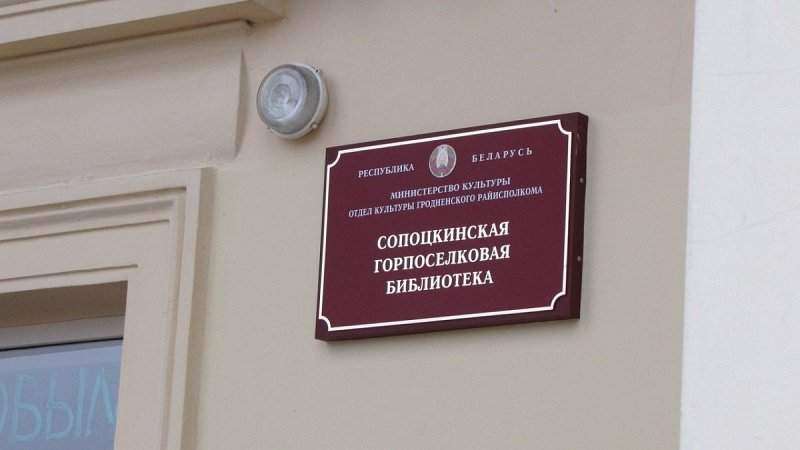 РЕСПУБЛИКА БЕЛАРУСЬ
МИНИСТЕРСТВО КУЛЬТУРЫ
ОТДЕЛ КУЛЬТУРЫ ГРОДНЕНСКОГО РАЙИСПОЛКОМА
СОПОЦКИНСКАЯ
ГОРПОСЕЛКОВАЯ
БИБЛИОТЕКА